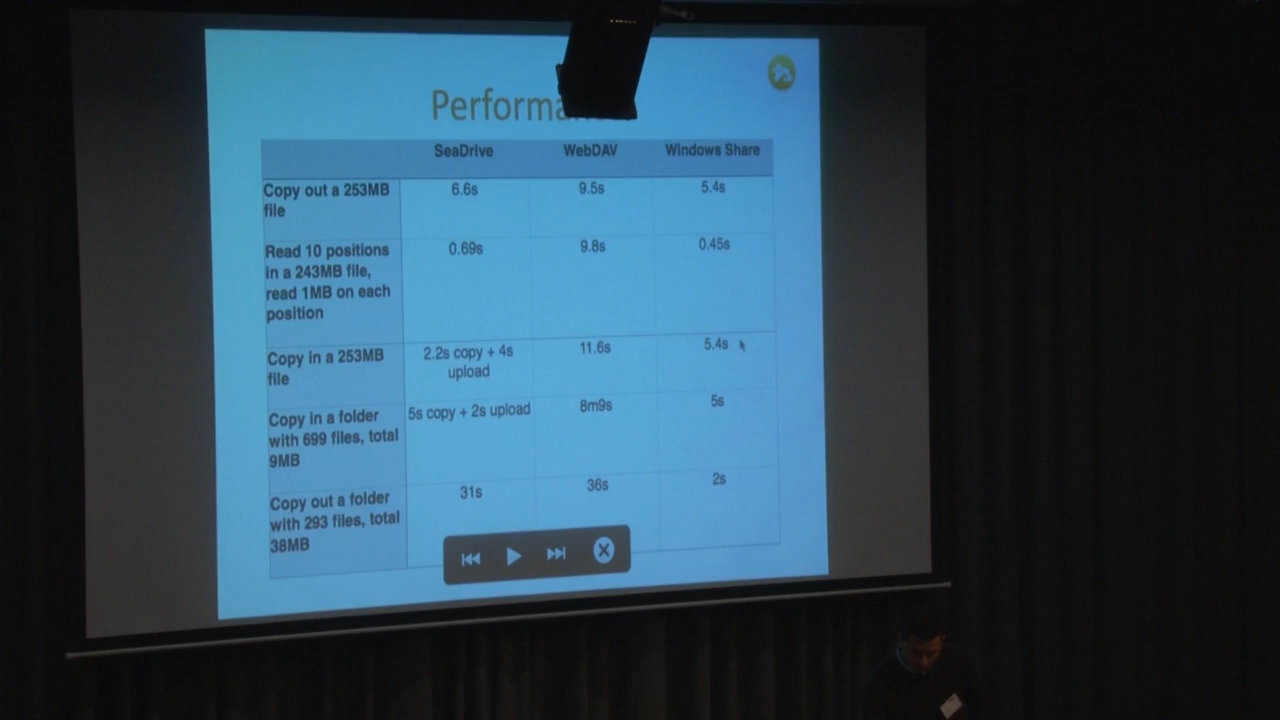 Performa
SeaDrive WebDAV Windows Share
Copy out a 253MB
file
6.6s 9.5s 5.4s
Read 10 positions
in a 243MB file,
read 1MB on each
position
0.69s 9.8s 0.45s
Copy in a 253MB
file
2.2s copy + 4s
upload
11.6s 5.4s
Copy in a folder
with 699 files, total
9MB
5s copy + 2s upload 8m9s 5s
Copy out a folder
with 293 files, total
38MB
31s 36s 2s